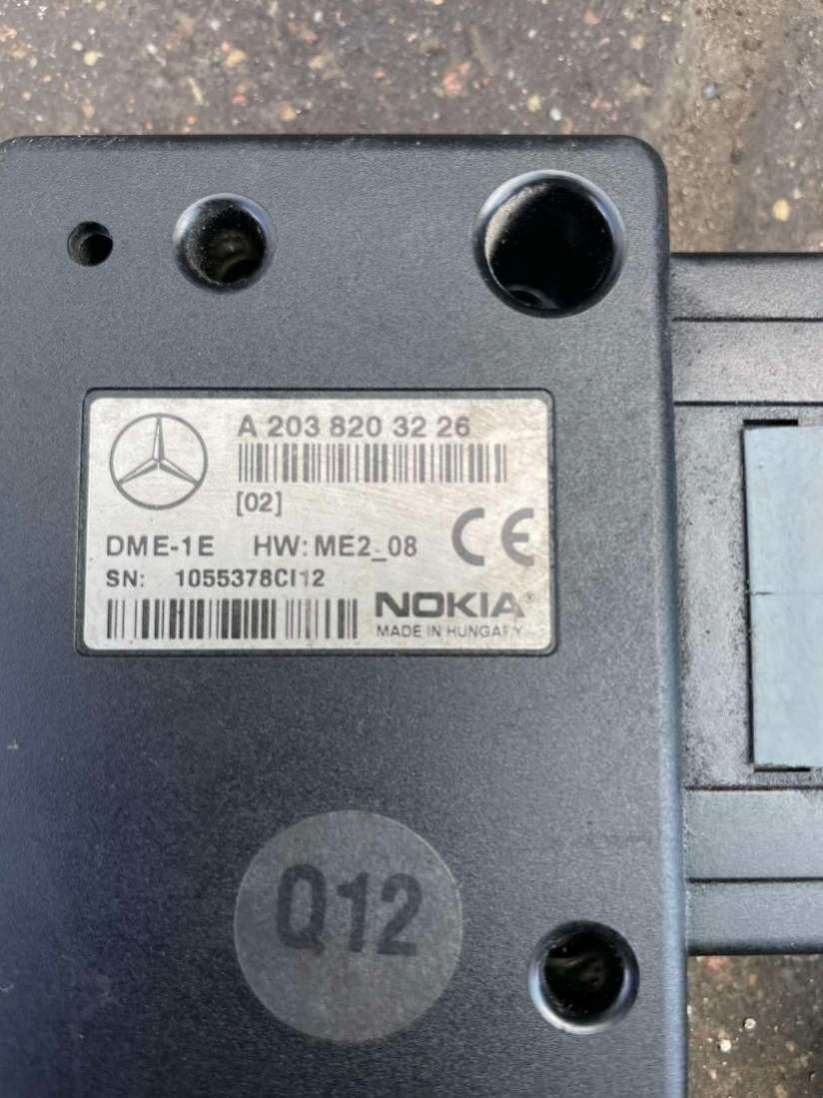 A 203 820 32 26
[02]
DME-1E HW: ME2_08
CE
SN: 1055378CI12
NOKIA®
MADE IN HUNGARY
Q12